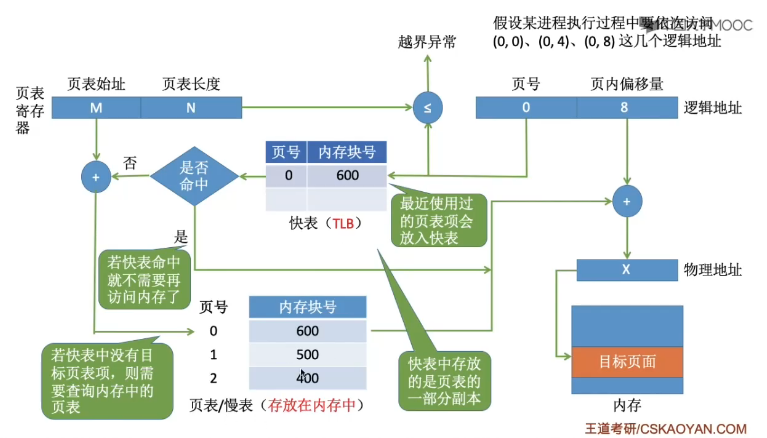 假设某进程执行过程中要依次访问
(0, 0)、(0, 4)、(0, 8) 这几个逻辑地址
MOOC
越界异常
页表始址 页表长度
页号 页内偏移量
页表
寄存
器
M N
≤
0 8
逻辑地址
页号 内存块号
0 600
快表（TLB）
是否
命中
否
是
+
+
最近使用过
的页表项会
放入快表
若快表命中
就不需要再
访问内存了
X
物理地址
页号 内存块号
0 600
1 500
2 400
页表/慢表（存放在内存中）
若快表中没有目
标页表项，则需
要查询内存中的
页表
快表中存放
的是页表的
一部分副本
目标页面
内存
王道考研/CSKAOYAN.COM